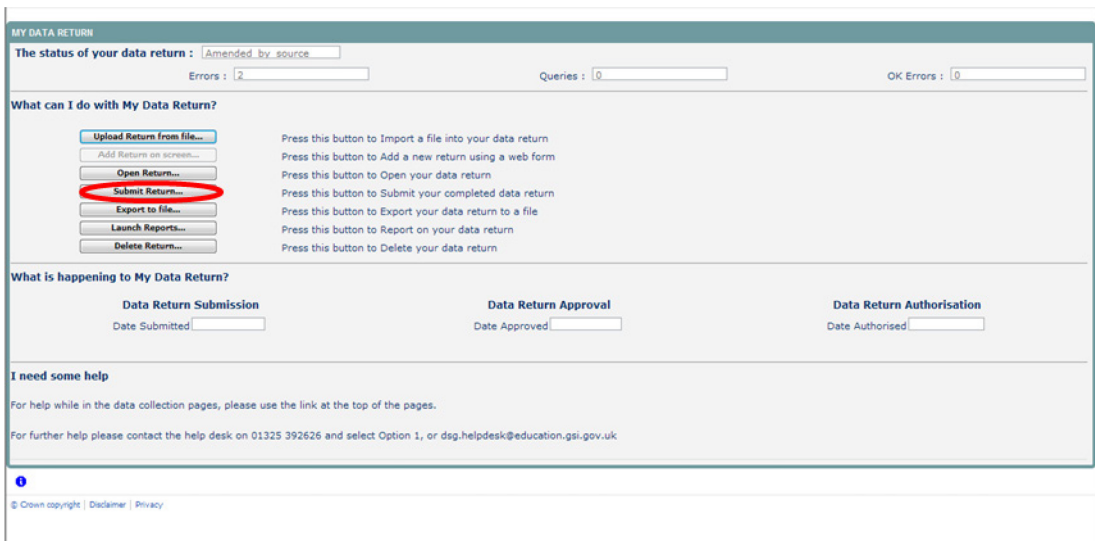 MY DATA RETURN
The status of your data return : Amended_by_source
Errors : 2 Queries : 0 OK Errors : 0
What can I do with My Data Return?
Upload Return from file... Press this button to Import a file into your data return
Add Return on screen... Press this button to Add a new return using a web form
Open Return... Press this button to Open your data return
Submit Return... Press this button to Submit your completed data return
Export to file... Press this button to Export your data return to a file
Launch Reports... Press this button to Report on your data return
Delete Return... Press this button to Delete your data return
What is happening to My Data Return?
Data Return Submission Data Return Approval Data Return Authorisation
Date Submitted Date Approved Date Authorised
I need some help
For help while in the data collection pages, please use the link at the top of the pages.
For further help please contact the help desk on 01325 392626 and select Option 1, or dsg.helpdesk@education.gsi.gov.uk
© Crown copyright | Disclaimer | Privacy